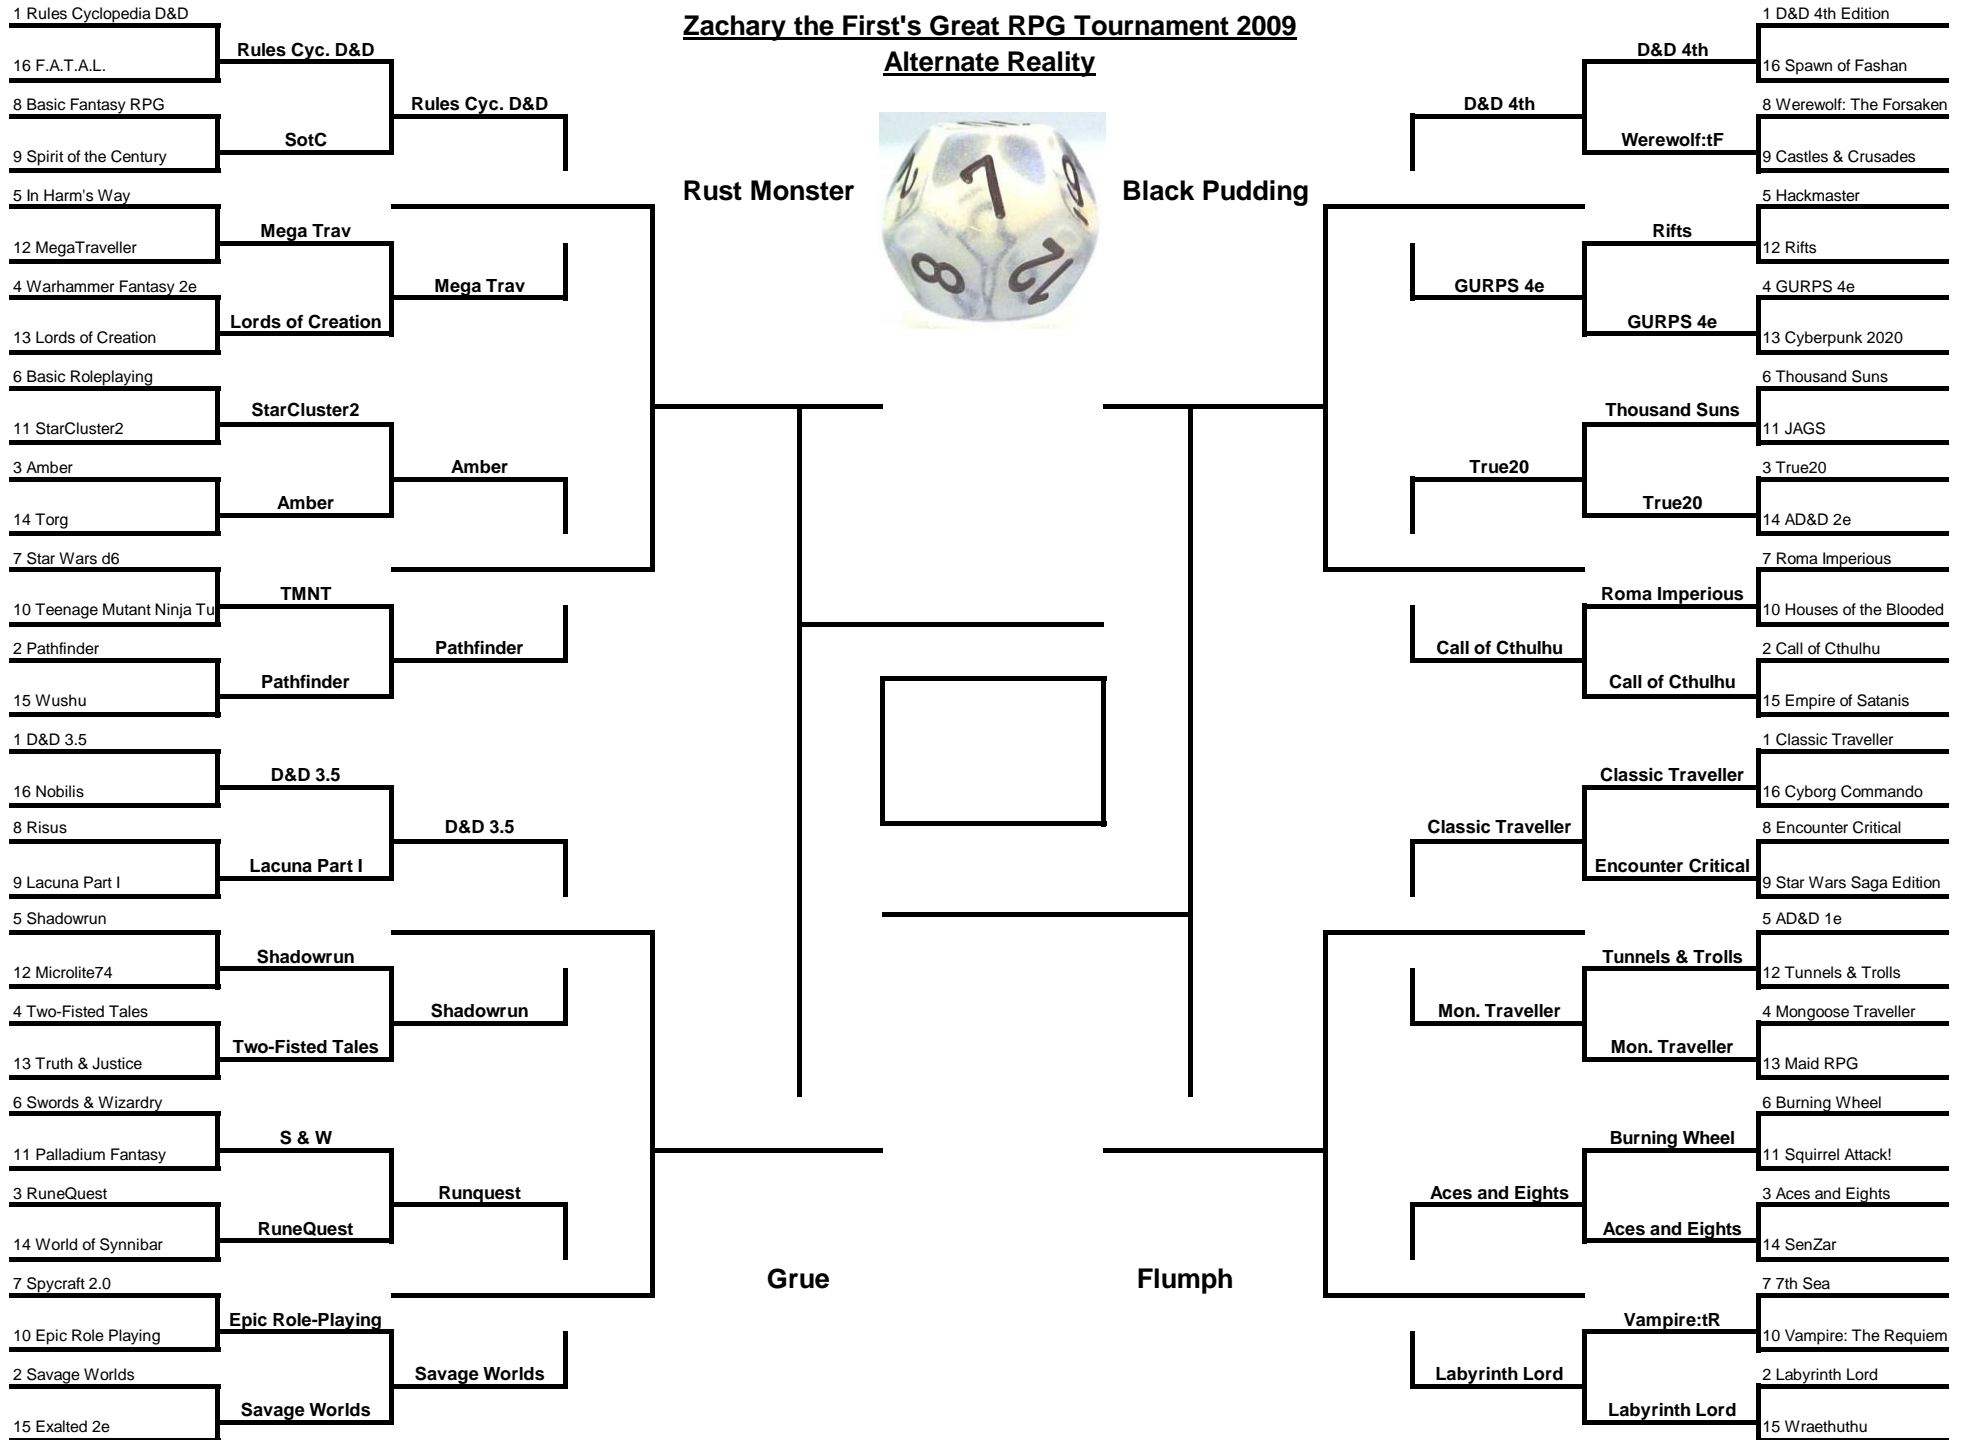 Zachary the First's Great RPG Tournament 2009
Alternate Reality
1 Rules Cyclopedia D&D
16 F.A.T.A.L.
8 Basic Fantasy RPG
9 Spirit of the Century
5 In Harm's Way
12 MegaTraveller
4 Warhammer Fantasy 2e
13 Lords of Creation
6 Basic Roleplaying
11 StarCluster2
3 Amber
14 Torg
7 Star Wars d6
10 Teenage Mutant Ninja Tu
2 Pathfinder
15 Wushu
1 D&D 3.5
16 Nobilis
8 Risus
9 Lacuna Part I
5 Shadowrun
12 Microlite74
4 Two-Fisted Tales
13 Truth & Justice
6 Swords & Wizardry
11 Palladium Fantasy
3 RuneQuest
14 World of Synnibar
7 Spycraft 2.0
10 Epic Role Playing
2 Savage Worlds
15 Exalted 2e
Rules Cyc. D&D
SotC
Mega Trav
Lords of Creation
StarCluster2
Amber
TMNT
Pathfinder
D&D 3.5
Lacuna Part I
Shadowrun
Two-Fisted Tales
S & W
RuneQuest
Epic Role-Playing
Savage Worlds
Rules Cyc. D&D
Mega Trav
Amber
Pathfinder
D&D 3.5
Shadowrun
Runquest
Savage Worlds
Rust Monster
Grue
7
2
9
8
12
Black Pudding
Flumph
D&D 4th
GURPS 4e
True20
Call of Cthulhu
Classic Traveller
Mon. Traveller
Aces and Eights
Labyrinth Lord
D&D 4th
Werewolf:tF
Rifts
GURPS 4e
Thousand Suns
True20
Roma Imperious
Call of Cthulhu
Classic Traveller
Encounter Critical
Tunnels & Trolls
Mon. Traveller
Burning Wheel
Aces and Eights
Vampire:tR
Labyrinth Lord
1 D&D 4th Edition
16 Spawn of Fashan
8 Werewolf: The Forsaken
9 Castles & Crusades
5 Hackmaster
12 Rifts
4 GURPS 4e
13 Cyberpunk 2020
6 Thousand Suns
11 JAGS
3 True20
14 AD&D 2e
7 Roma Imperious
10 Houses of the Blooded
2 Call of Cthulhu
15 Empire of Satanis
1 Classic Traveller
16 Cyborg Commando
8 Encounter Critical
9 Star Wars Saga Edition
5 AD&D 1e
12 Tunnels & Trolls
4 Mongoose Traveller
13 Maid RPG
6 Burning Wheel
11 Squirrel Attack!
3 Aces and Eights
14 SenZar
7 7th Sea
10 Vampire: The Requiem
2 Labyrinth Lord
15 Wraethuthu